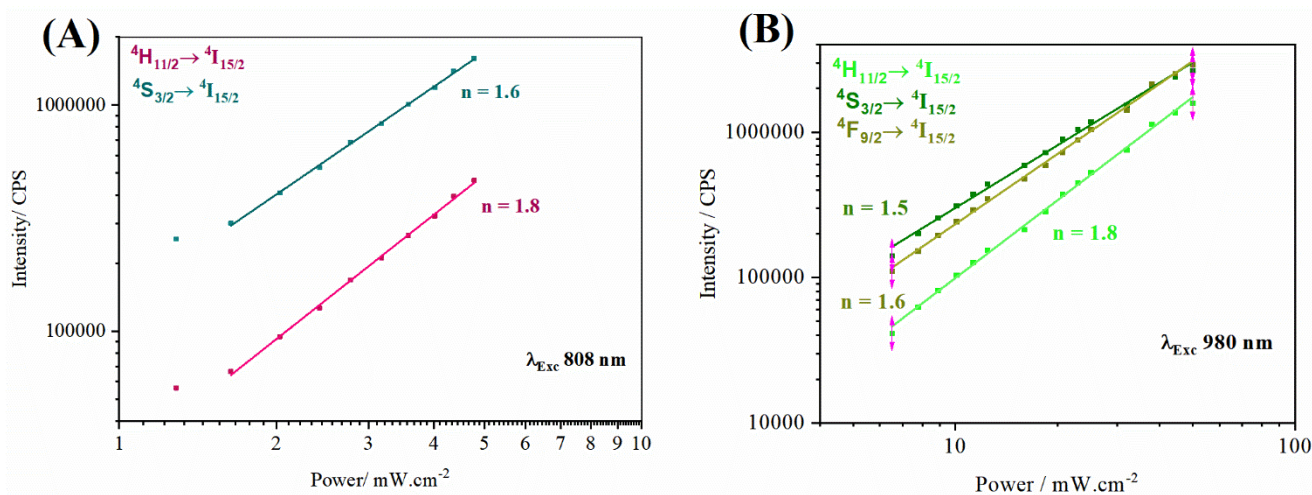 (A)
⁴H₁₁/₂→ ⁴I₁₅/₂
⁴S₃/₂→ ⁴I₁₅/₂
n = 1.6
n = 1.8
λExc 808 nm
1000000
100000
Intensity/ CPS
1 2 3 4 5 6 7 8 9 10
Power/ mW.cm⁻²
(B)
⁴H₁₁/₂→ ⁴I₁₅/₂
⁴S₃/₂→ ⁴I₁₅/₂
⁴F₉/₂→ ⁴I₁₅/₂
n = 1.5
n = 1.8
n = 1.6
λExc 980 nm
1000000
100000
10000
Intensity / CPS
10 100
Power / mW.cm⁻²